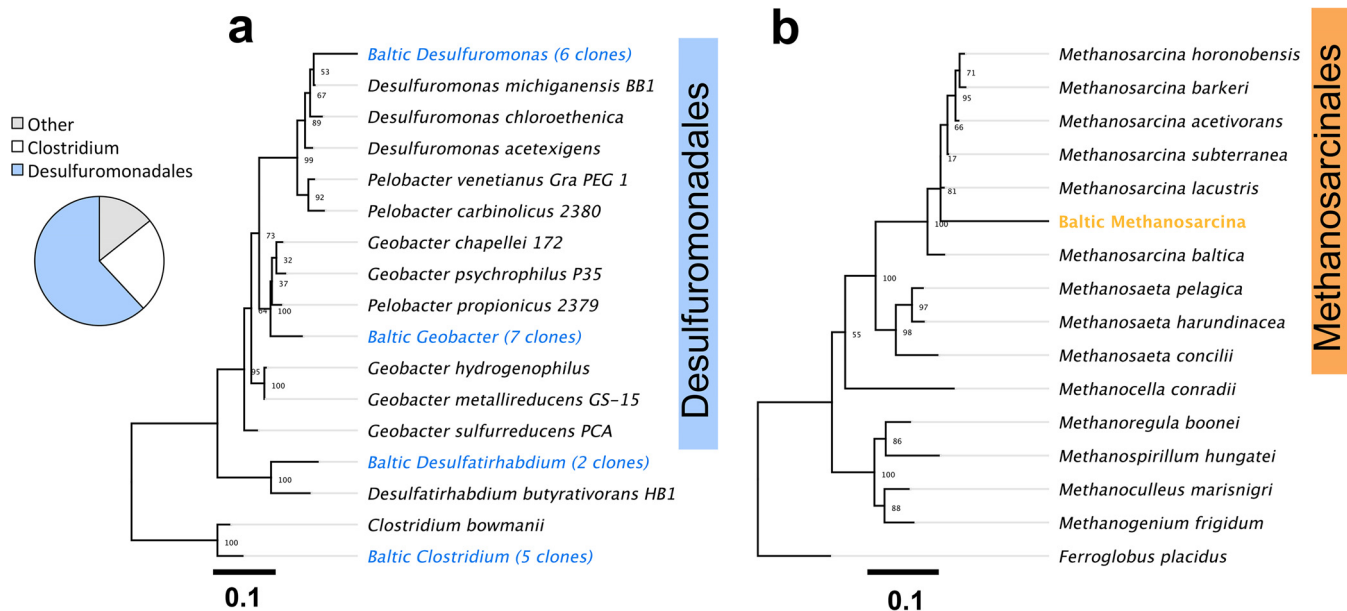 a
Other
Clostridium
Desulfuromonadales
Baltic Desulfuromonas (6 clones)
53
Desulfuromonas michiganensis BB1
67
Desulfuromonas chloroethenica
89
Desulfuromonas acetexigens
99
Pelobacter venetianus Gra PEG 1
92
Pelobacter carbinolicus 2380
73
Geobacter chapellei 172
32
Geobacter psychrophilus P35
37
Pelobacter propionicus 2379
64
100
Baltic Geobacter (7 clones)
Geobacter hydrogenophilus
95
100
Geobacter metallireducens GS-15
Geobacter sulfurreducens PCA
Baltic Desulfatirhabdium (2 clones)
100
Desulfatirhabdium butyrativorans HB1
Clostridium bowmanii
100
Baltic Clostridium (5 clones)
0.1
Desulfuromonadales
b
Methanosarcina horonobensis
71
Methanosarcina barkeri
95
Methanosarcina acetivorans
66
Methanosarcina subterranea
17
Methanosarcina lacustris
81
Baltic Methanosarcina
100
Methanosarcina baltica
100
Methanosaeta pelagica
97
Methanosaeta harundinacea
55
98
Methanosaeta concilii
Methanocella conradii
Methanoregula boonei
86
Methanospirillum hungatei
100
Methanoculleus marisnigri
88
Methanogenium frigidum
Ferroglobus placidus
0.1
Methanosarcinales